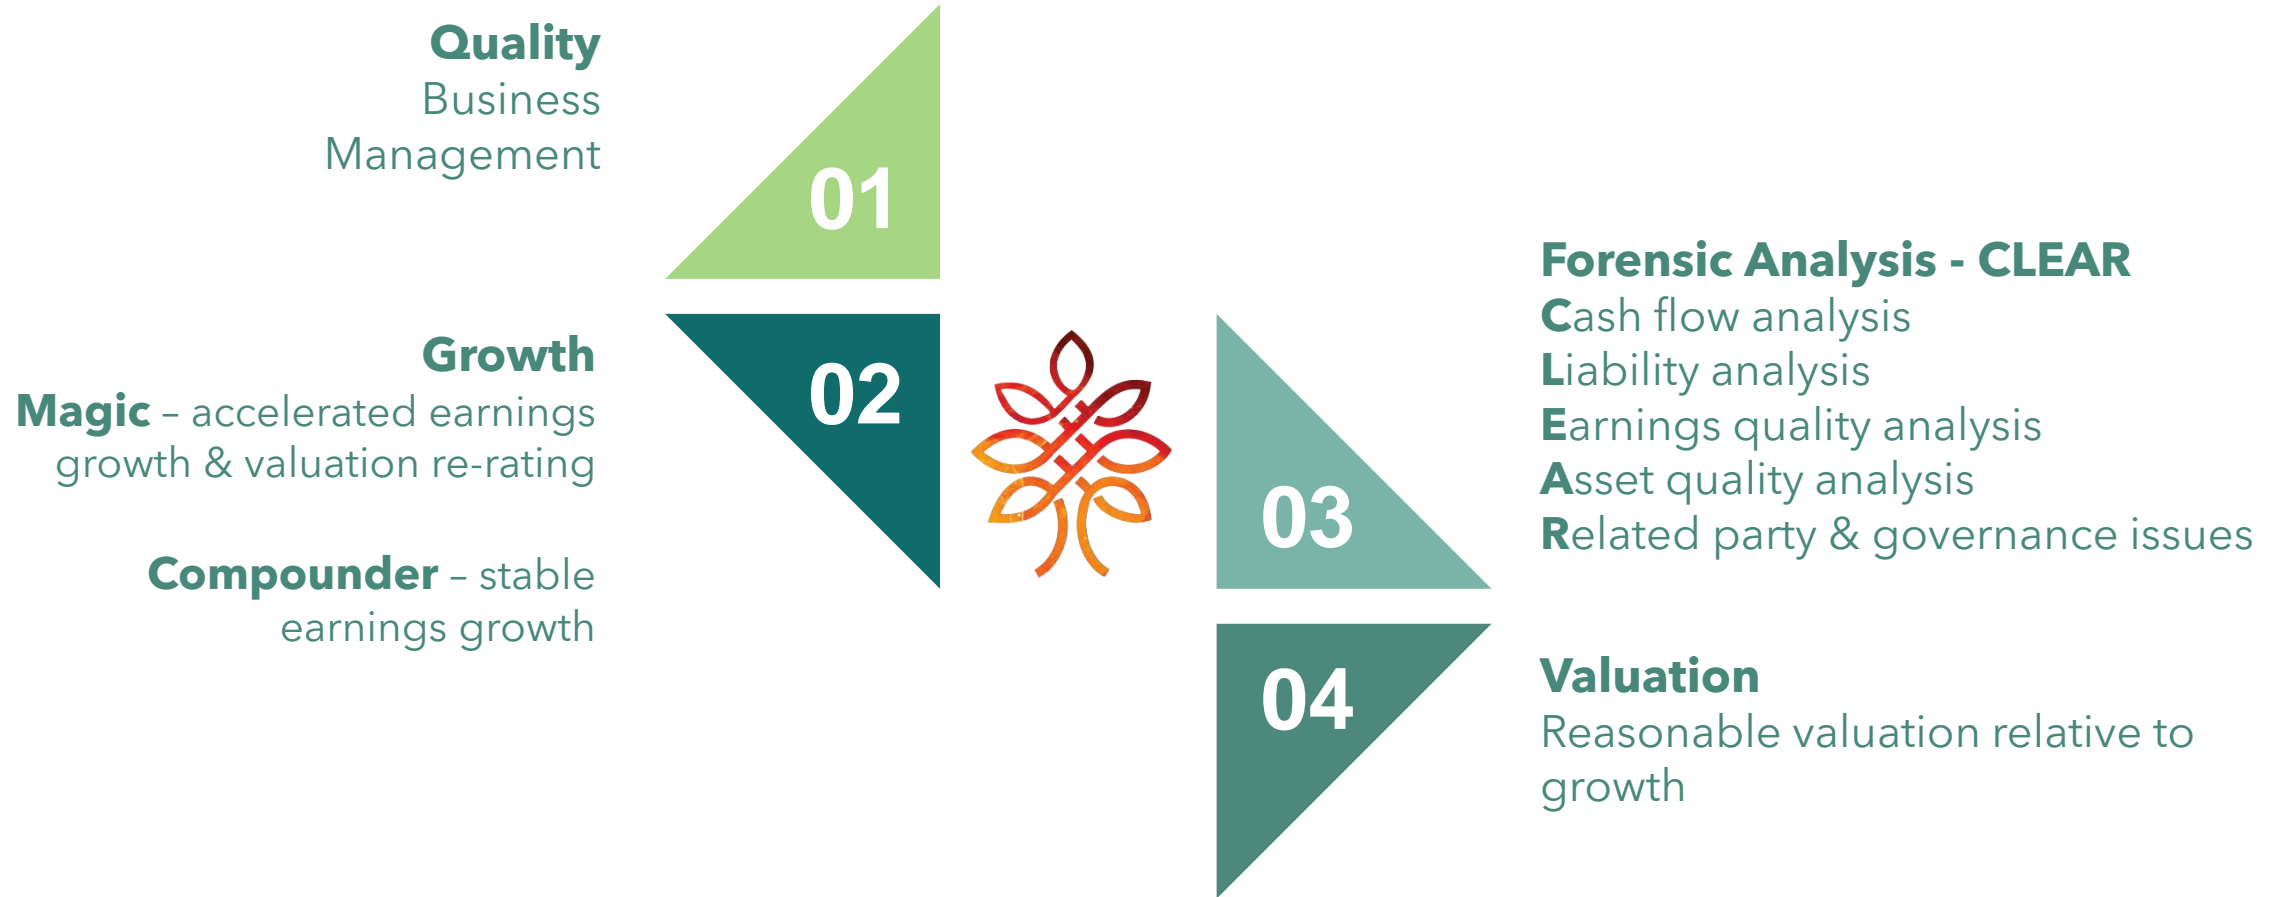 Quality
Business
Management
01
Growth
Magic – accelerated earnings
growth & valuation re-rating
Compounder – stable
earnings growth
02
Forensic Analysis - CLEAR
Cash flow analysis
Liability analysis
Earnings quality analysis
Asset quality analysis
Related party & governance issues
03
Valuation
Reasonable valuation relative to
growth
04